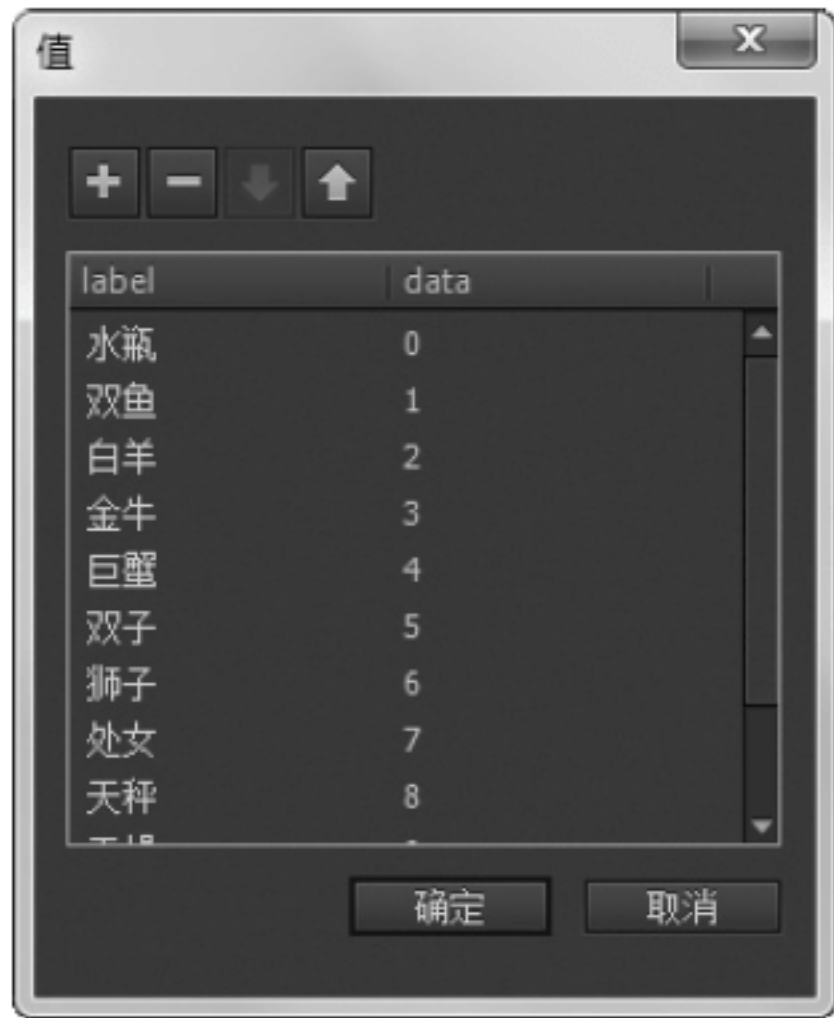 值
label data
水瓶 0
双鱼 1
白羊 2
金牛 3
巨蟹 4
双子 5
狮子 6
处女 7
天秤 8
确定 取消